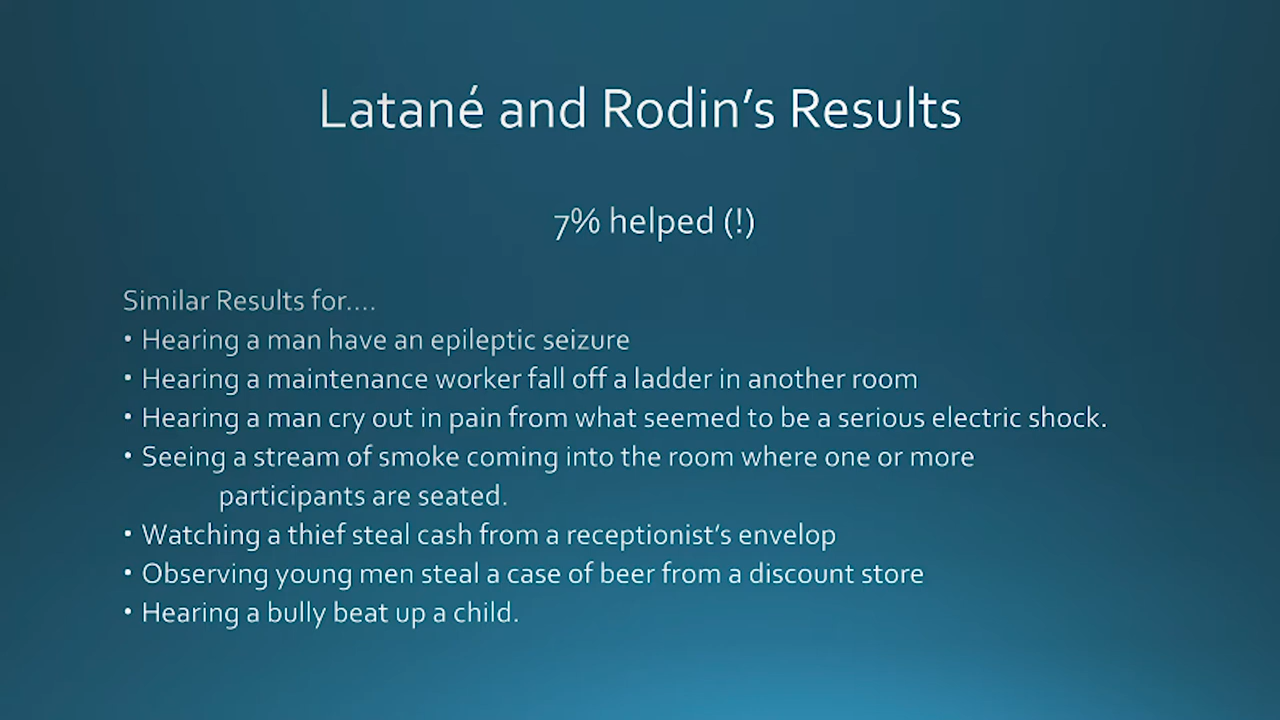 Latané and Rodin's Results
7% helped (!)
Similar Results for....
• Hearing a man have an epileptic seizure
• Hearing a maintenance worker fall off a ladder in another room
• Hearing a man cry out in pain from what seemed to be a serious electric shock.
• Seeing a stream of smoke coming into the room where one or more
participants are seated.
• Watching a thief steal cash from a receptionist's envelop
• Observing young men steal a case of beer from a discount store
• Hearing a bully beat up a child.